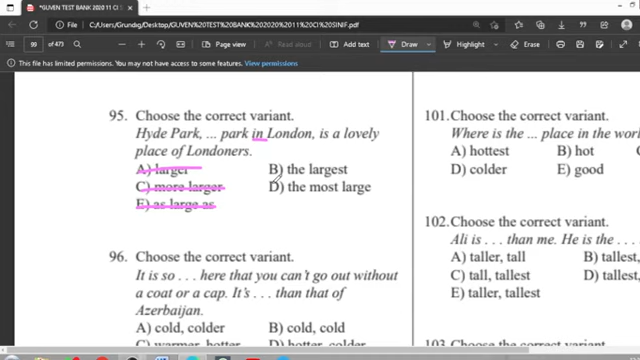 *GUVEN TEST BANK 2020 11 CI S
File
C:/Users/Grundig/Desktop/GUVEN%20TEST%20BANK%202020%2011%20CI%20SINIF.pdf
99 of 473
Page view
Add text
Draw
Highlight
Erase
This file has limited permissions. You may not have access to some features. View permissions
95. Choose the correct variant.
Hyde Park, ... park in London, is a lovely
place of Londoners.
A) larger B) the largest
C) more larger D) the most large
E) as large as
96. Choose the correct variant.
It is so . . . here that you can't go out without
a coat or a cap. It's . . . than that of
Azerbaijan.
A) cold, colder B) cold, cold
C) warmer, hotter D) hotter, colder
101. Choose the correct variant.
Where is the ... place in the
A) hottest B) hot
D) colder E) good
102. Choose the correct variant.
Ali is . . . than me. He is the . . .
A) taller, tall B) tallest,
C) tall, tallest D) tallest,
E) taller, tallest